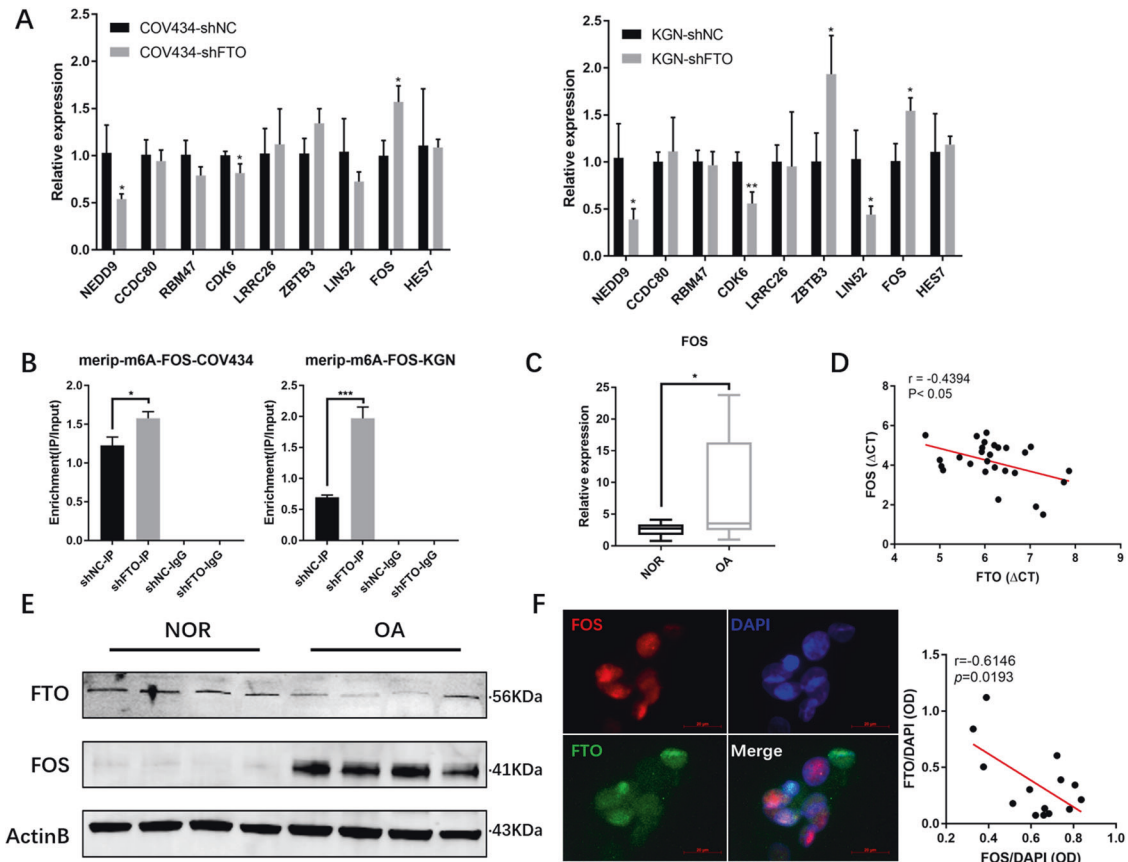 A
COV434-shNC
COV434-shFTO
Relative expression
2.5
2.0
1.5
1.0
0.5
0.0
*
*
*
NEDD9
CCDC80
RBM47
CDK6
LRRC26
ZBTB3
LIN52
FOS
HES7
KGN-shNC
KGN-shFTO
Relative expression
2.5
2.0
1.5
1.0
0.5
0.0
*
**
*
*
*
NEDD9
CCDC80
RBM47
CDK6
LRRC26
ZBTB3
LIN52
FOS
HES7
B
merip-m6A-FOS-COV434
Enrichment(IP/Input)
2.0
1.5
1.0
0.5
0.0
*
shNC-IP
shFTO-IP
shNC-IgG
shFTO-IgG
merip-m6A-FOS-KGN
Enrichment(IP/Input)
2.5
2.0
1.5
1.0
0.5
0.0
***
shNC-IP
shFTO-IP
shNC-IgG
shFTO-IgG
C
FOS
Relative expression
25
20
15
10
5
0
*
NOR
OA
D
r = -0.4394
P< 0.05
FOS (ΔCT)
8
6
4
2
0
4 5 6 7 8 9
FTO (ΔCT)
E
NOR OA
FTO ·56KDa
FOS ·41KDa
ActinB ·43KDa
F
FOS
DAPI
FTO
Merge
r=-0.6146
p=0.0193
FTO/DAPI (OD)
1.5
1.0
0.5
0.0
0.2 0.4 0.6 0.8 1.0
FOS/DAPI (OD)